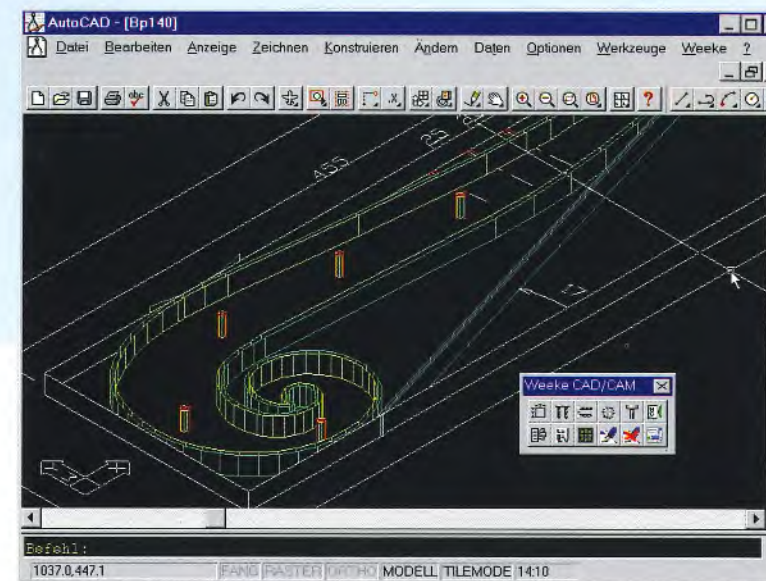 AutoCAD - [Bp140]
Datei Bearbeiten Anzeige Zeichnen Konstruieren Ändern Daten Optionen Werkzeuge Weeke ?
455
25
Weeke CAD/CAM
Befehl:
1037.0,447.1 FANG RASTER ORTHO MODELL TILEMODE 14:10